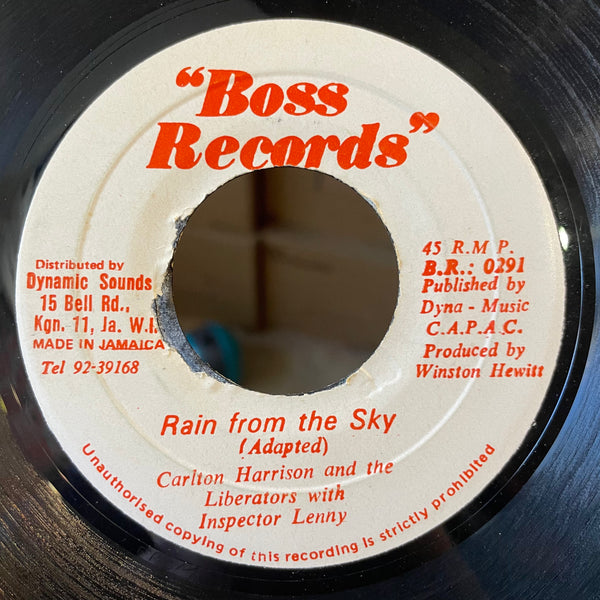 "Boss
Records"
Distributed by
Dynamic Sounds
15 Bell Rd.,
Kgn. 11, Ja. W.I.
MADE IN JAMAICA
Tel 92-39168
45 R.M P.
B.R.: 0291
Published by
Dyna - Music
C.A.P.A.C.
Produced by
Winston Hewitt
Rain from the Sky
(Adapted)
Carlton Harrison and the
Liberators with
Inspector Lenny
Unauthorised copying of this recording is strictly prohibited